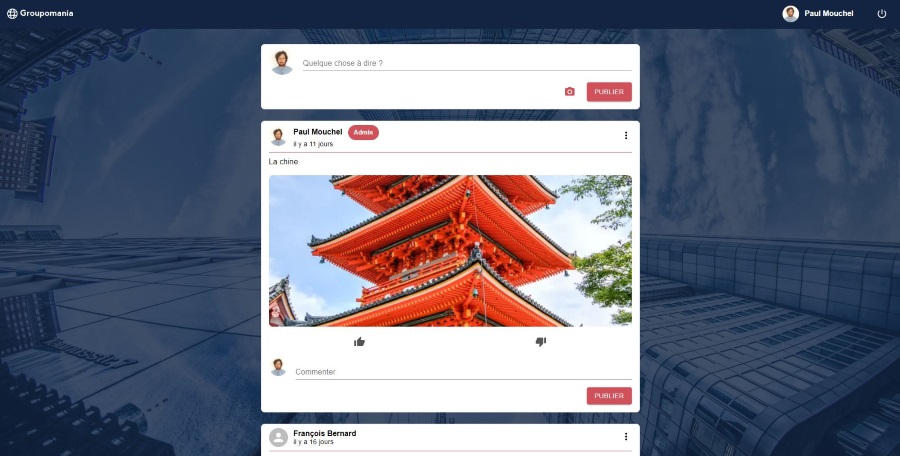 Groupomania
Paul Mouchel
Quelque chose à dire ?
PUBLIER
Paul Mouchel Admin
il y a 11 jours
La chine
Commenter
PUBLIER
François Bernard
il y a 16 jours